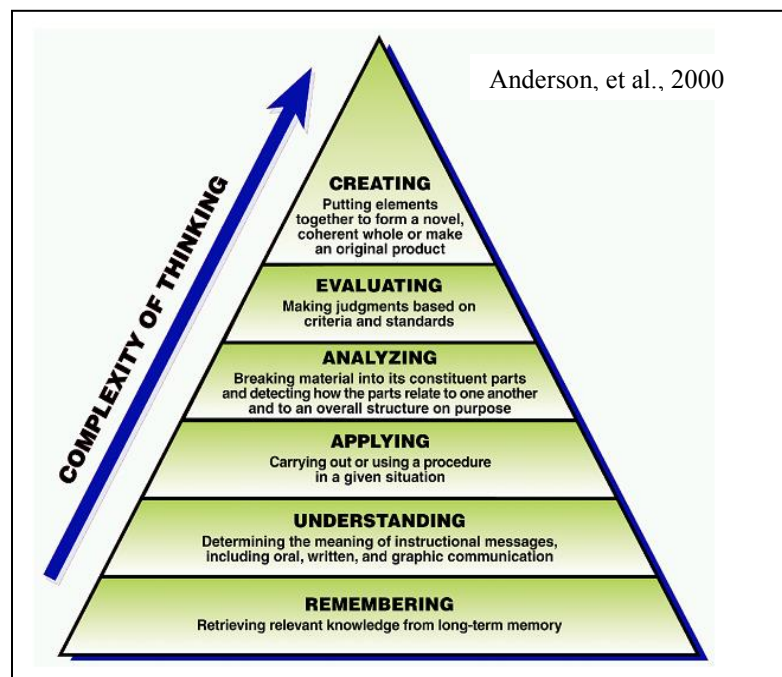 Anderson, et al., 2000
COMPLEXITY OF THINKING
CREATING
Putting elements
together to form a novel,
coherent whole or make
an original product
EVALUATING
Making judgments based on
criteria and standards
ANALYZING
Breaking material into its constituent parts
and detecting how the parts relate to one another
and to an overall structure on purpose
APPLYING
Carrying out or using a procedure
in a given situation
UNDERSTANDING
Determining the meaning of instructional messages,
including oral, written, and graphic communication
REMEMBERING
Retrieving relevant knowledge from long-term memory